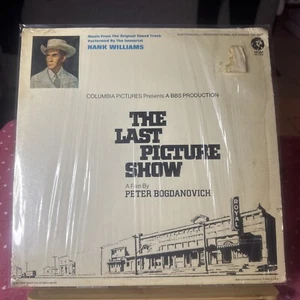 Music From The Original Sound Track
Performed By The Immortal
HANK WILLIAMS
COLUMBIA PICTURES Presents A BBS PRODUCTION
THE
LAST
PICTURE
SHOW
A Film By
PETER BOGDANOVICH
ROYAL